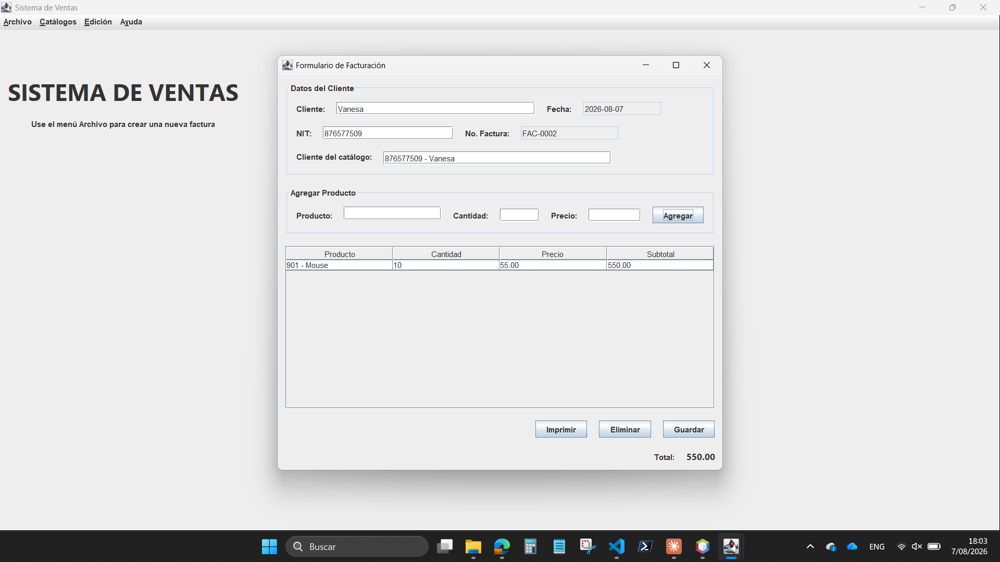 Sistema de Ventas
Archivo Catálogos Edición Ayuda
SISTEMA DE VENTAS
Use el menú Archivo para crear una nueva factura
Formulario de Facturación
Datos del Cliente
Cliente: Vanesa Fecha: 2026-08-07
NIT: 876577509 No. Factura: FAC-0002
Cliente del catálogo: 876577509 - Vanesa
Agregar Producto
Producto: Cantidad: Precio: Agregar
Producto Cantidad Precio Subtotal
901 - Mouse 10 55.00 550.00
Imprimir Eliminar Guardar
Total: 550.00
Buscar
ENG
18:03
7/08/2026